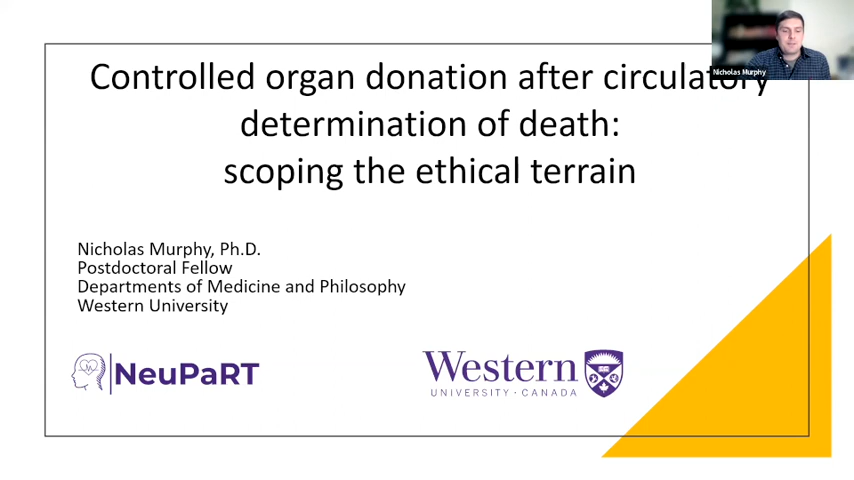 Controlled organ donation after circulatory
determination of death:
scoping the ethical terrain
Nicholas Murphy
Nicholas Murphy, Ph.D.
Postdoctoral Fellow
Departments of Medicine and Philosophy
Western University
NeuPaRT
Western
UNIVERSITY · CANADA